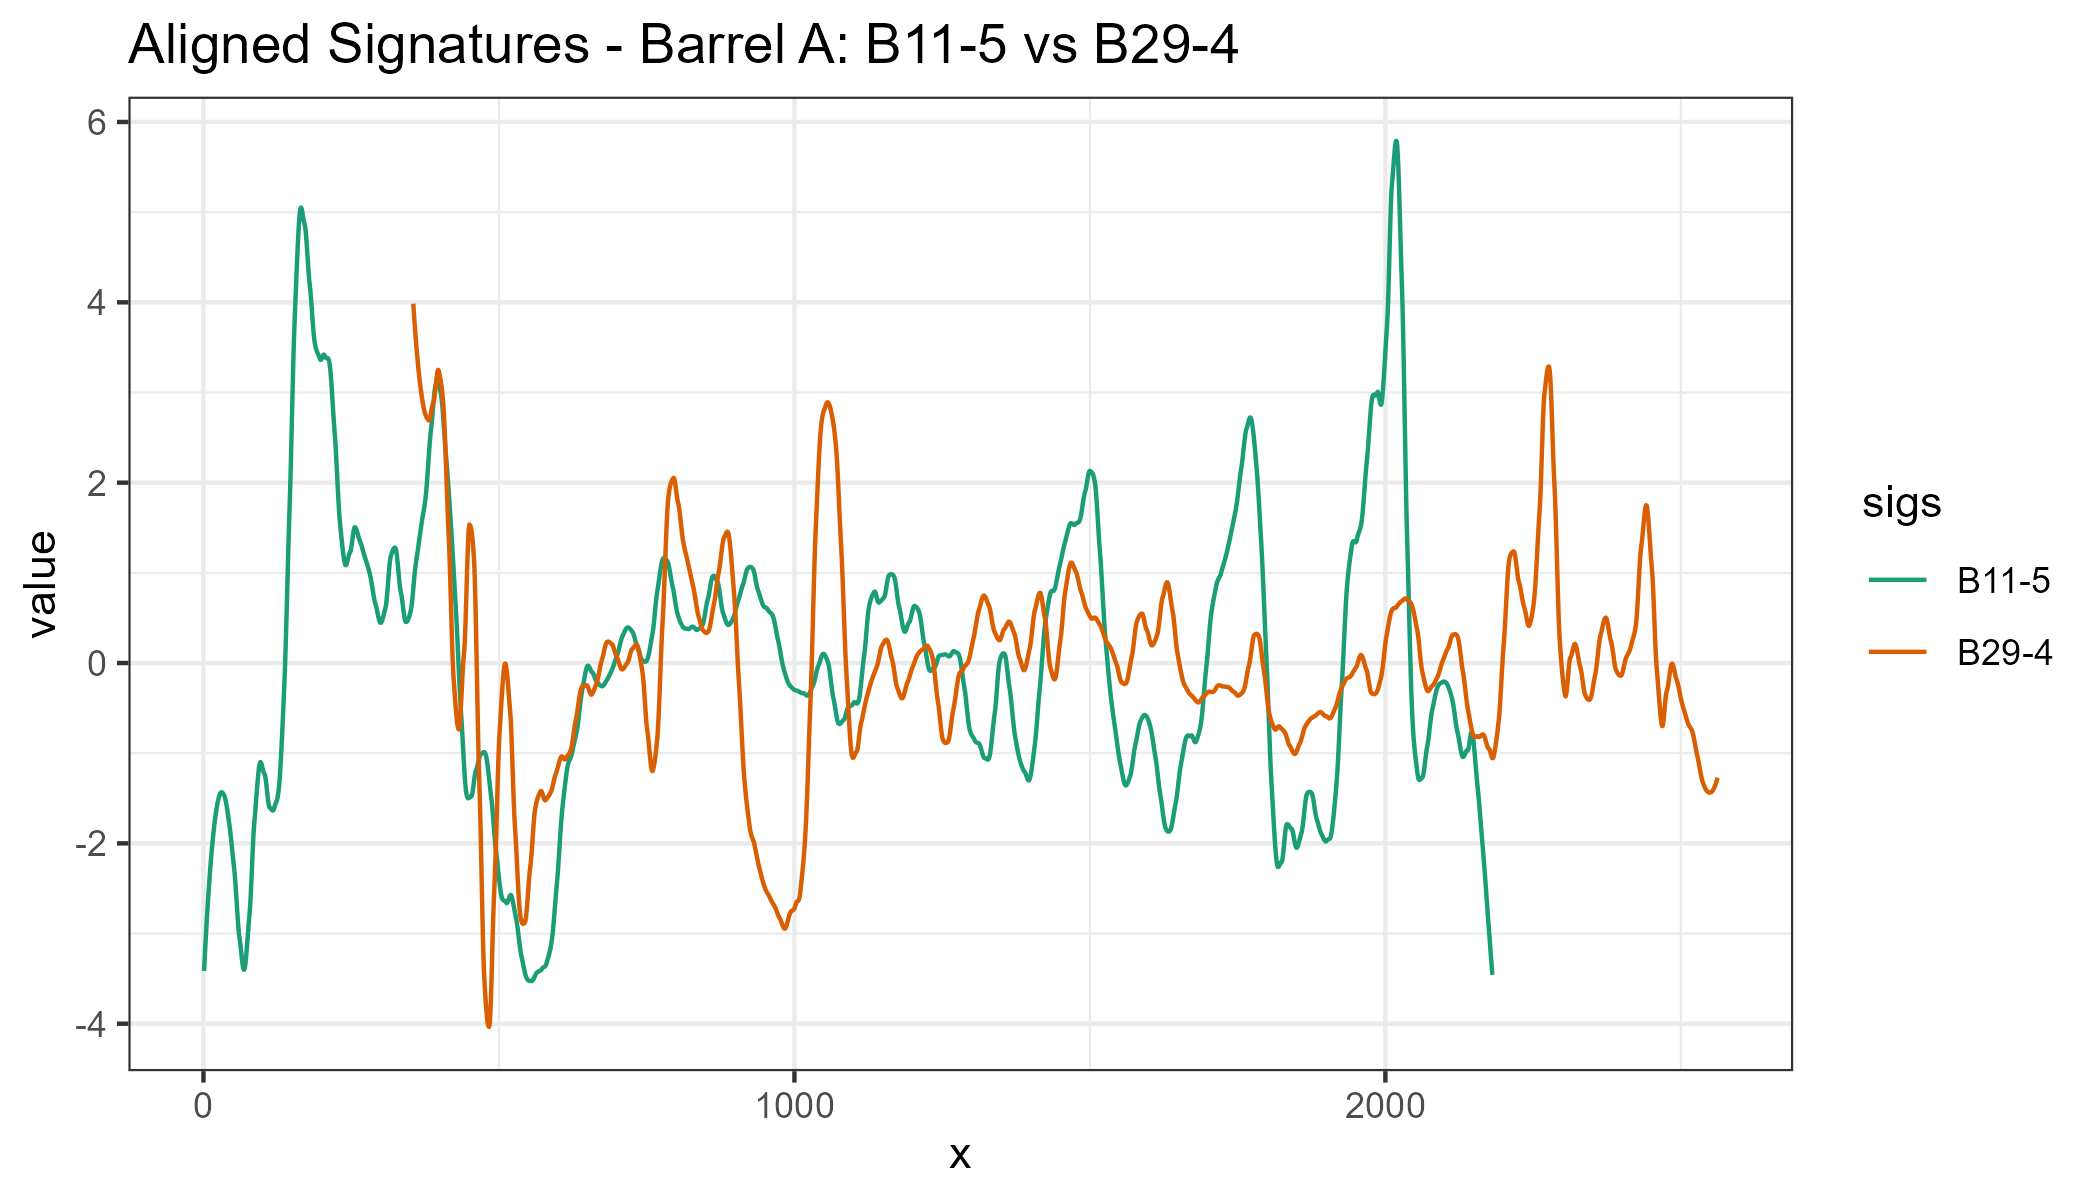 Aligned Signatures - Barrel A: B11-5 vs B29-4
6
4
2
0
-2
-4
value
0 1000 2000
x
sigs
B11-5
B29-4